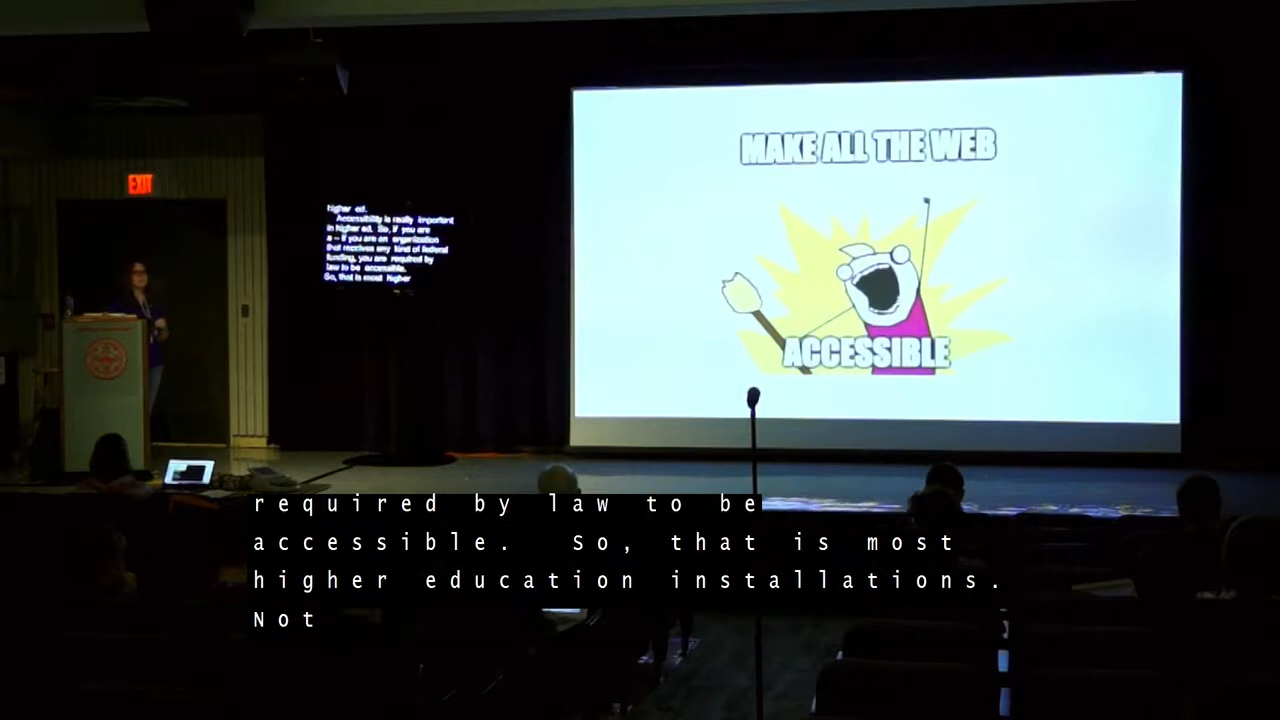 MAKE ALL THE WEB
ACCESSIBLE
EXIT
higher ed.
Accessibility is really important
in higher ed. So, if you are
a -- if you are an organization
that receives any kind of federal
funding, you are required by
law to be accessible.
So, that is most higher
required by law to be
accessible. So, that is most
higher education installations.
Not